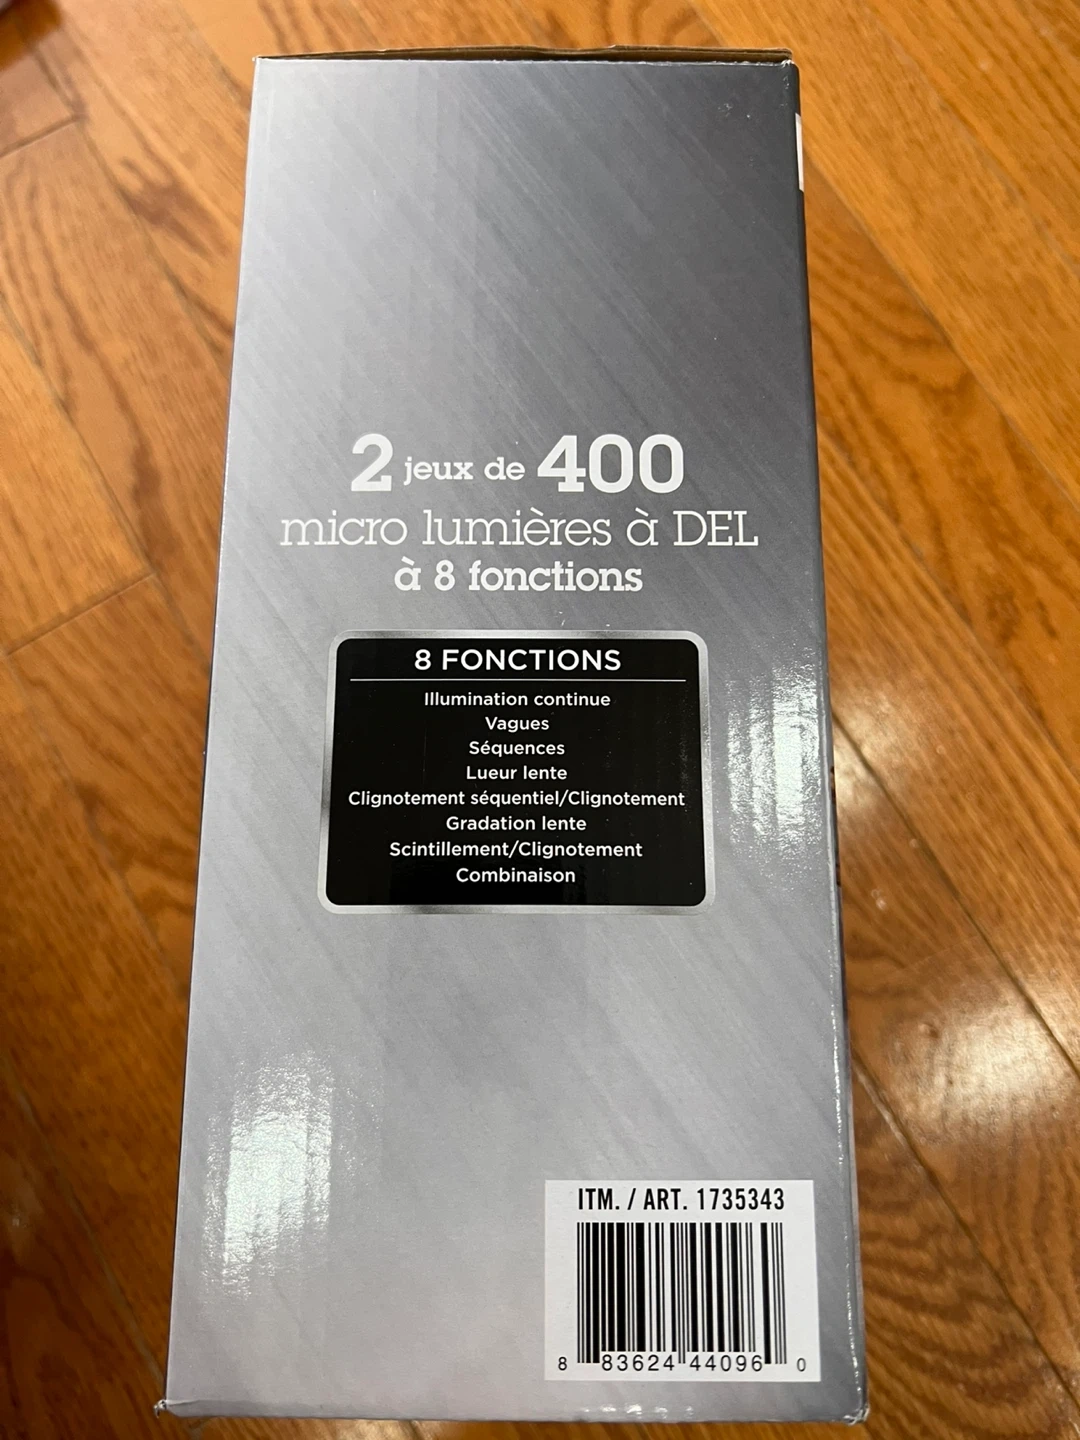 2 jeux de 400
micro lumières à DEL
à 8 fonctions
8 FONCTIONS
Illumination continue
Vagues
Séquences
Lueur lente
Clignotement séquentiel/Clignotement
Gradation lente
Scintillement/Clignotement
Combinaison
ITM. / ART. 1735343
8 83624 44096 0